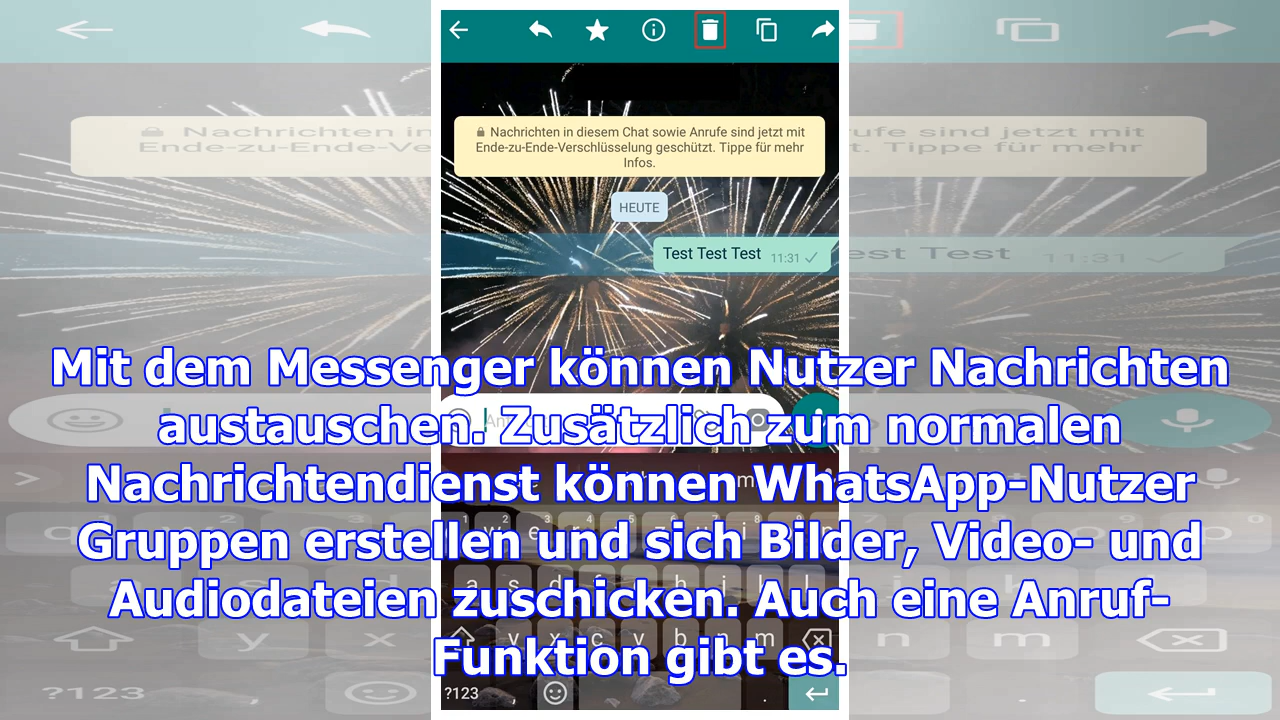 Nachrichten in diesem Chat sowie Anrufe sind jetzt mit
Ende-zu-Ende-Verschlüsselung geschützt. Tippe für mehr
Infos.
HEUTE
Test Test Test 11:31
Mit dem Messenger können Nutzer Nachrichten
austauschen. Zusätzlich zum normalen
Nachrichtendienst können WhatsApp-Nutzer
Gruppen erstellen und sich Bilder, Video- und
Audiodateien zuschicken. Auch eine Anruf-
Funktion gibt es.
a s d f g h j k l
y x c v b n m
?123